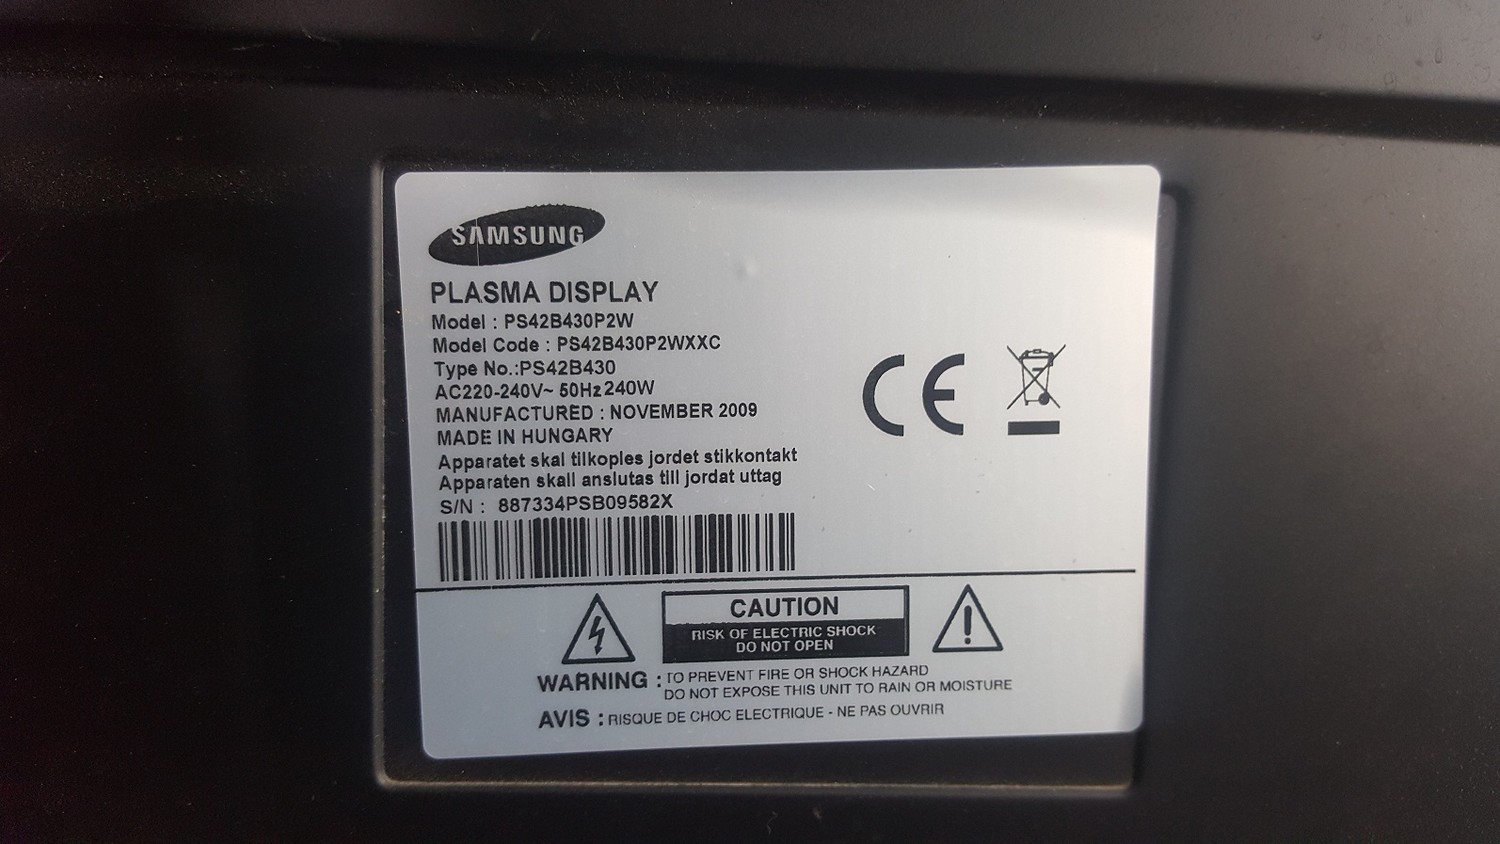 SAMSUNG
PLASMA DISPLAY
Model : PS42B430P2W
Model Code : PS42B430P2WXXC
Type No.:PS42B430
AC220-240V~ 50Hz 240W
MANUFACTURED : NOVEMBER 2009
MADE IN HUNGARY
Apparatet skal tilkoples jordet stikkontakt
Apparaten skall anslutas till jordat uttag
S/N : 887334PSB09582X
CE
CAUTION
RISK OF ELECTRIC SHOCK
DO NOT OPEN
WARNING : TO PREVENT FIRE OR SHOCK HAZARD
DO NOT EXPOSE THIS UNIT TO RAIN OR MOISTURE
AVIS : RISQUE DE CHOC ELECTRIQUE - NE PAS OUVRIR